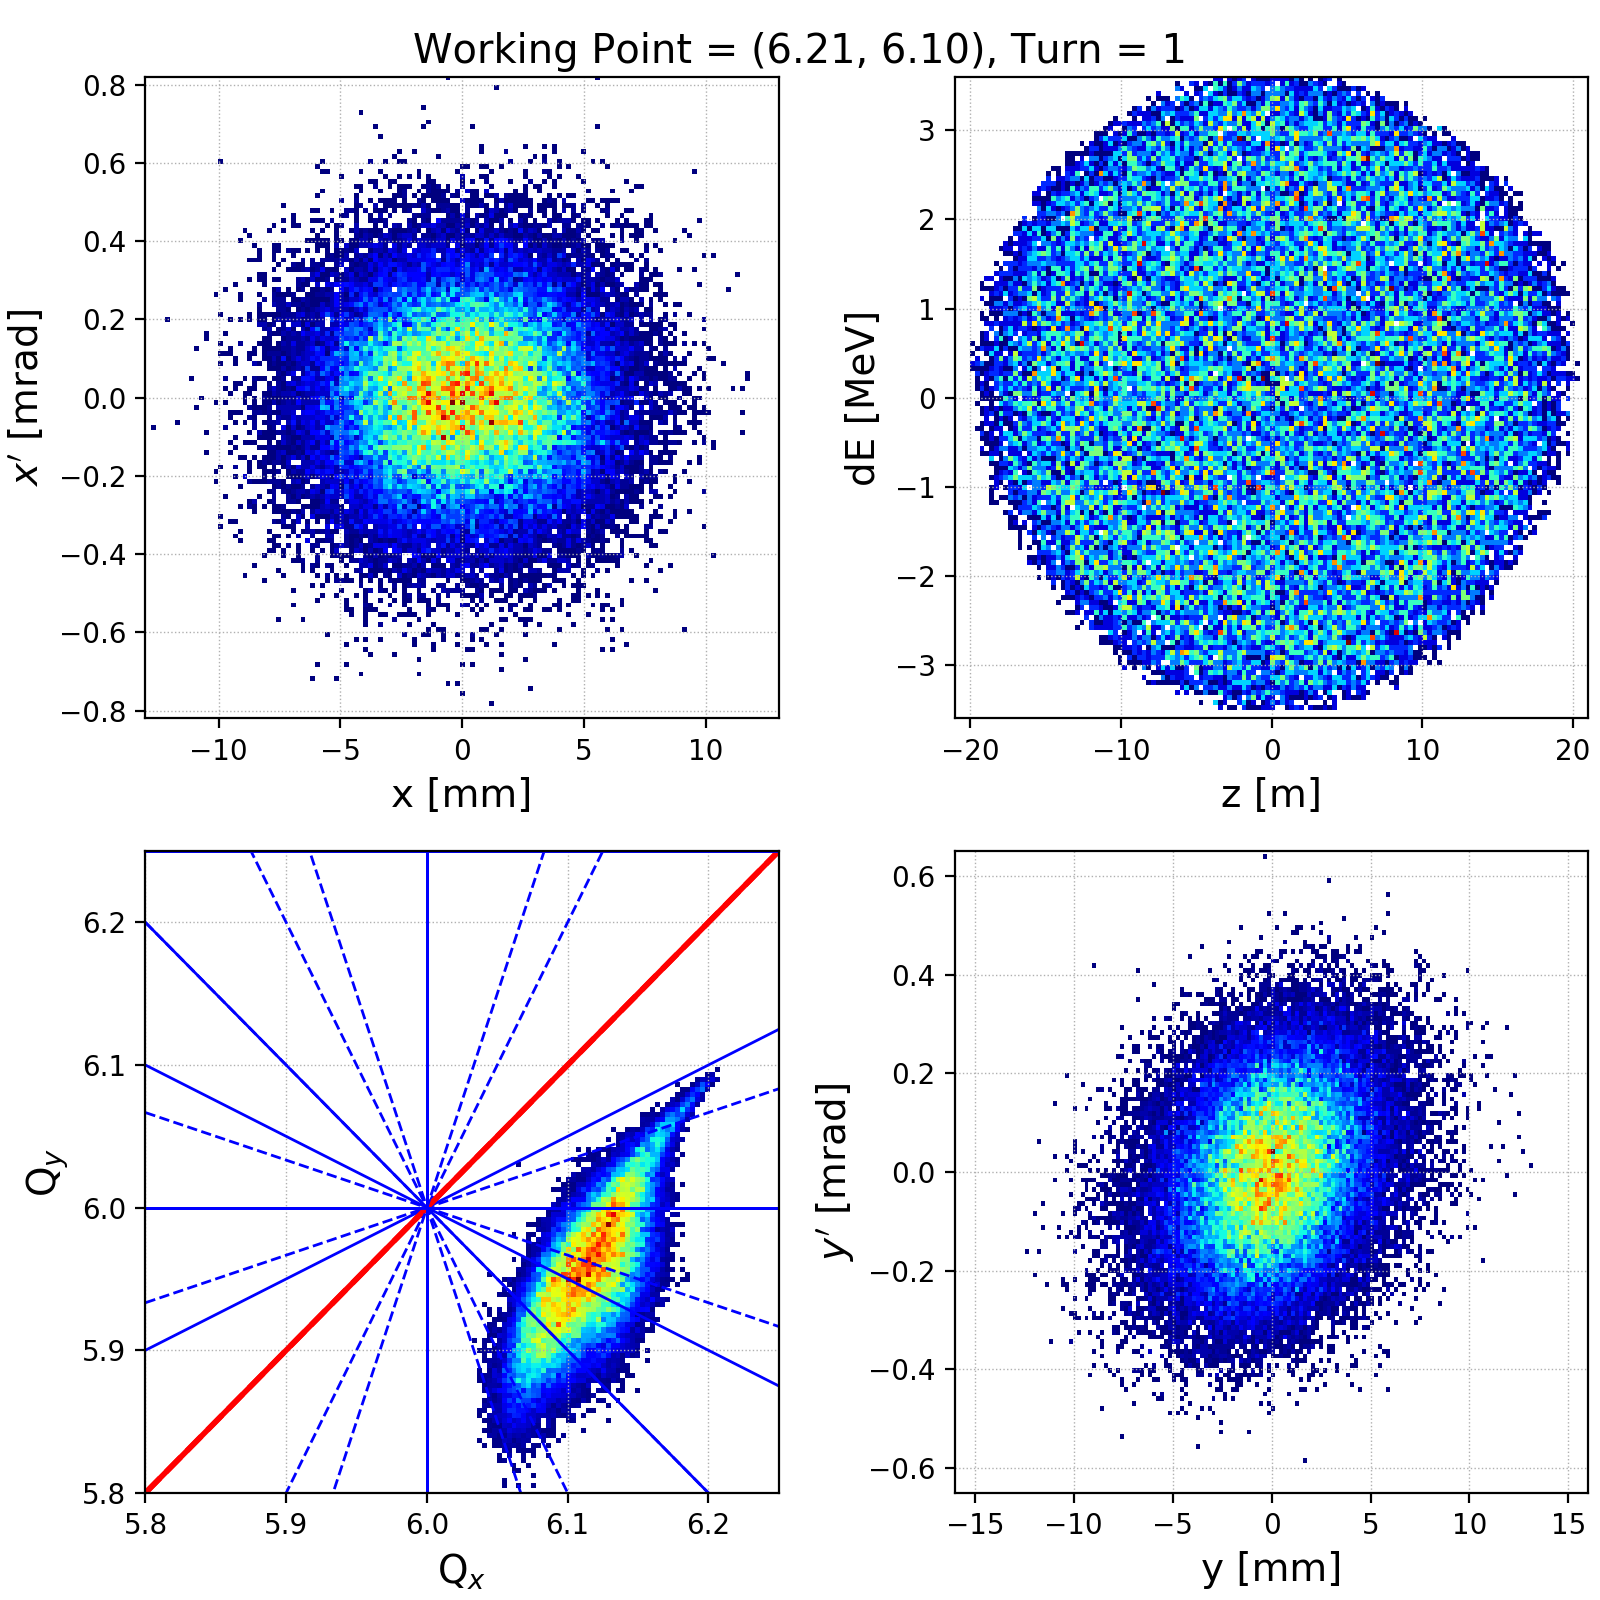 Working Point = (6.21, 6.10), Turn = 1
0.8
0.6
0.4
0.2
0.0
−0.2
−0.4
−0.6
−0.8
x′ [mrad]
−10 −5 0 5 10
x [mm]
3
2
1
0
−1
−2
−3
dE [MeV]
−20 −10 0 10 20
z [m]
6.2
6.1
6.0
5.9
5.8
Qy
5.8 5.9 6.0 6.1 6.2
Qx
0.6
0.4
0.2
0.0
−0.2
−0.4
−0.6
y′ [mrad]
−15 −10 −5 0 5 10 15
y [mm]